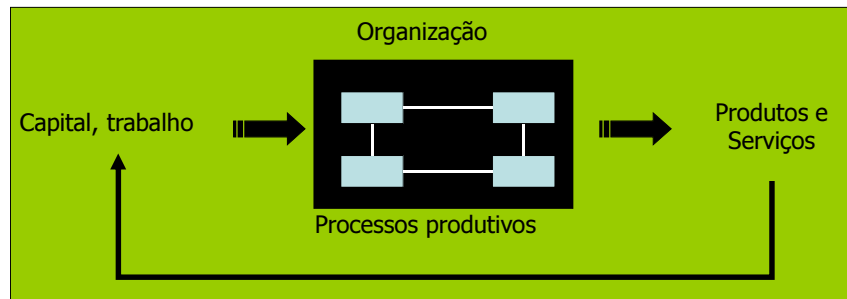 Organização
Capital, trabalho
Produtos e
Serviços
Processos produtivos